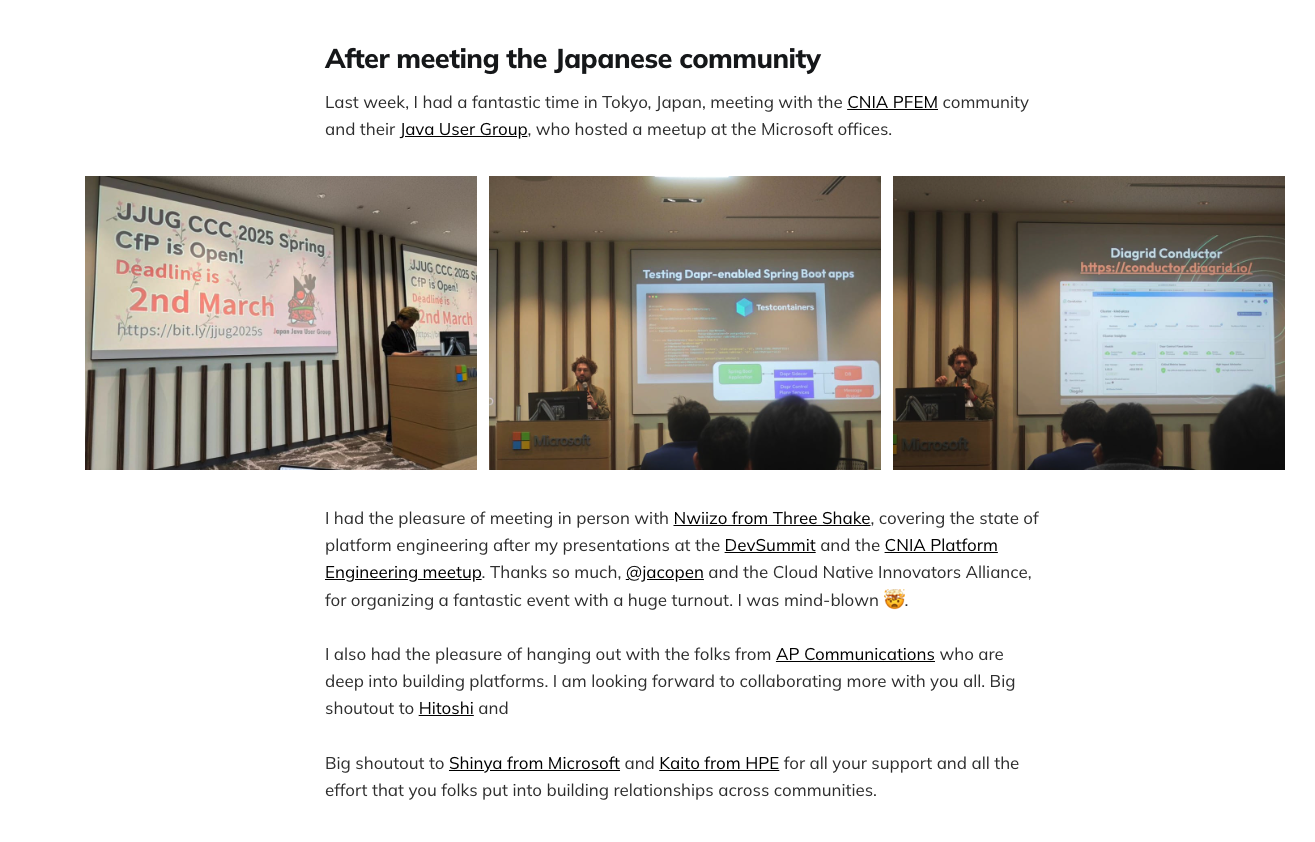 After meeting the Japanese community
Last week, I had a fantastic time in Tokyo, Japan, meeting with the CNIA PFEM community
and their Java User Group, who hosted a meetup at the Microsoft offices.
JJUG CCC 2025 Spring
CfP is Open!
Deadline is
2nd March
https://bit.ly/jjug2025s
Japan Java User Group
JJUG CCC 2025 S
CfP is Open!
Deadline is
2nd March
Testing Dapr-enabled Spring Boot apps
Testcontainers
Microsoft
Diagrid Conductor
https://conductor.diagrid.io/
Microsoft
I had the pleasure of meeting in person with Nwiizo from Three Shake, covering the state of
platform engineering after my presentations at the DevSummit and the CNIA Platform
Engineering meetup. Thanks so much, @jacopen and the Cloud Native Innovators Alliance,
for organizing a fantastic event with a huge turnout. I was mind-blown 🤯.
I also had the pleasure of hanging out with the folks from AP Communications who are
deep into building platforms. I am looking forward to collaborating more with you all. Big
shoutout to Hitoshi and
Big shoutout to Shinya from Microsoft and Kaito from HPE for all your support and all the
effort that you folks put into building relationships across communities.